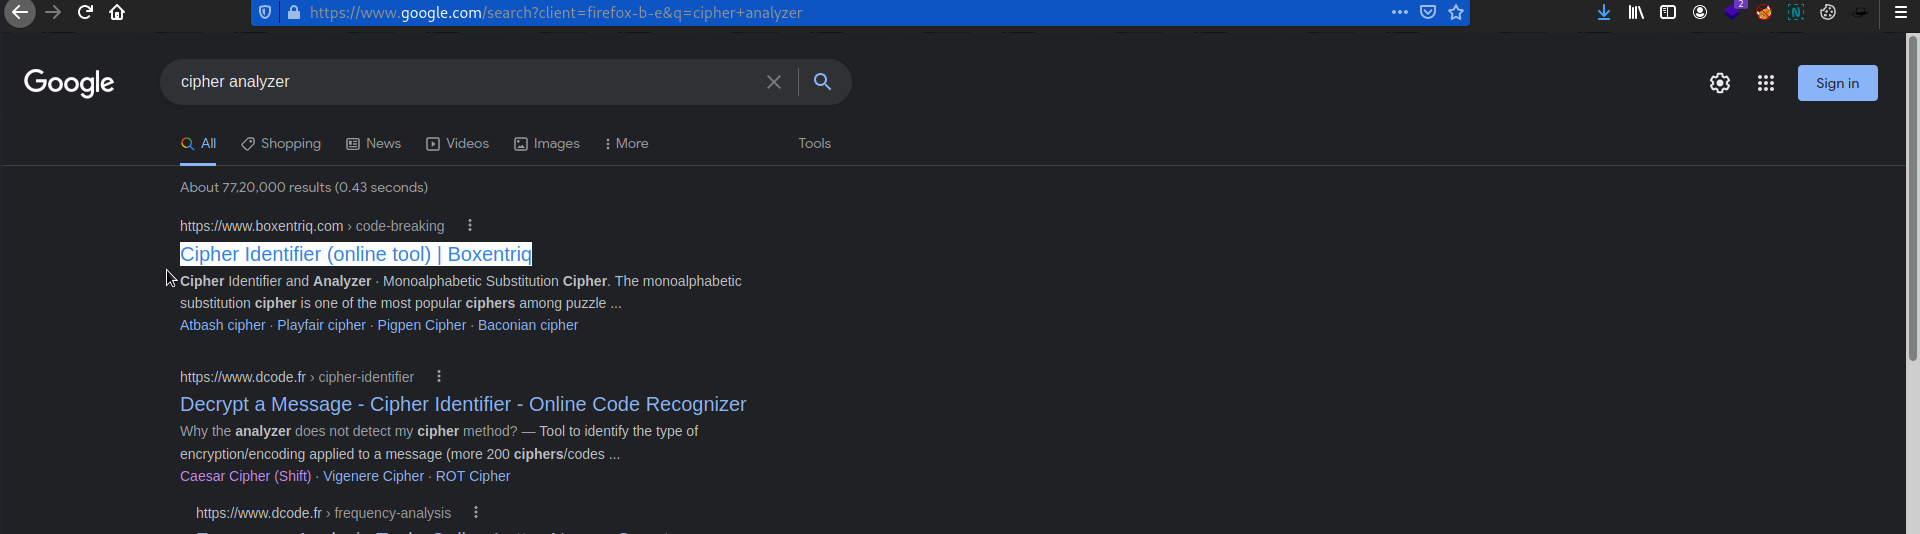 https://www.google.com/search?client=firefox-b-e&q=cipher+analyzer
2
Google
cipher analyzer
Sign in
All Shopping News Videos Images More Tools
About 77,20,000 results (0.43 seconds)
https://www.boxentriq.com › code-breaking
Cipher Identifier (online tool) | Boxentriq
Cipher Identifier and Analyzer · Monoalphabetic Substitution Cipher. The monoalphabetic
substitution cipher is one of the most popular ciphers among puzzle ...
Atbash cipher · Playfair cipher · Pigpen Cipher · Baconian cipher
https://www.dcode.fr › cipher-identifier
Decrypt a Message - Cipher Identifier - Online Code Recognizer
Why the analyzer does not detect my cipher method? — Tool to identify the type of
encryption/encoding applied to a message (more 200 ciphers/codes ...
Caesar Cipher (Shift) · Vigenere Cipher · ROT Cipher
https://www.dcode.fr › frequency-analysis